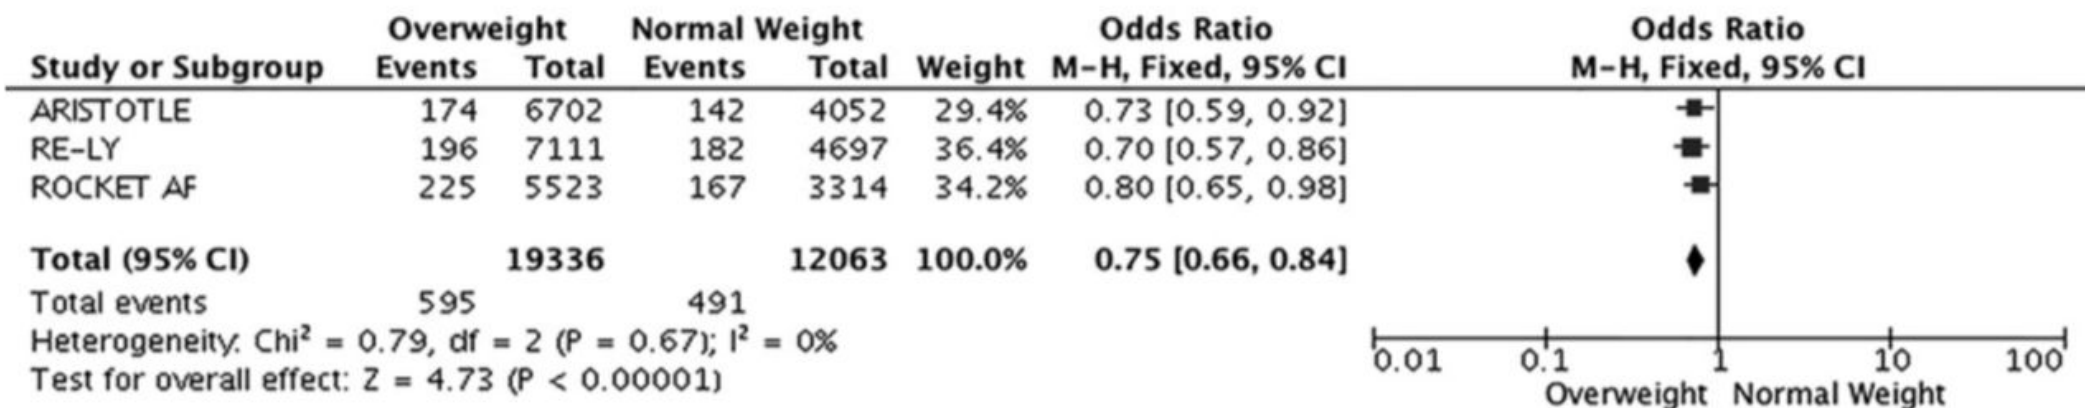 Overweight Normal Weight Odds Ratio Odds Ratio
Study or Subgroup Events Total Events Total Weight M-H, Fixed, 95% CI M-H, Fixed, 95% CI
ARISTOTLE 174 6702 142 4052 29.4% 0.73 [0.59, 0.92]
RE-LY 196 7111 182 4697 36.4% 0.70 [0.57, 0.86]
ROCKET AF 225 5523 167 3314 34.2% 0.80 [0.65, 0.98]
Total (95% CI) 19336 12063 100.0% 0.75 [0.66, 0.84]
Total events 595 491
Heterogeneity: Chi² = 0.79, df = 2 (P = 0.67); I² = 0%
Test for overall effect: Z = 4.73 (P < 0.00001)
0.01 0.1 1 10 100
Overweight Normal Weight